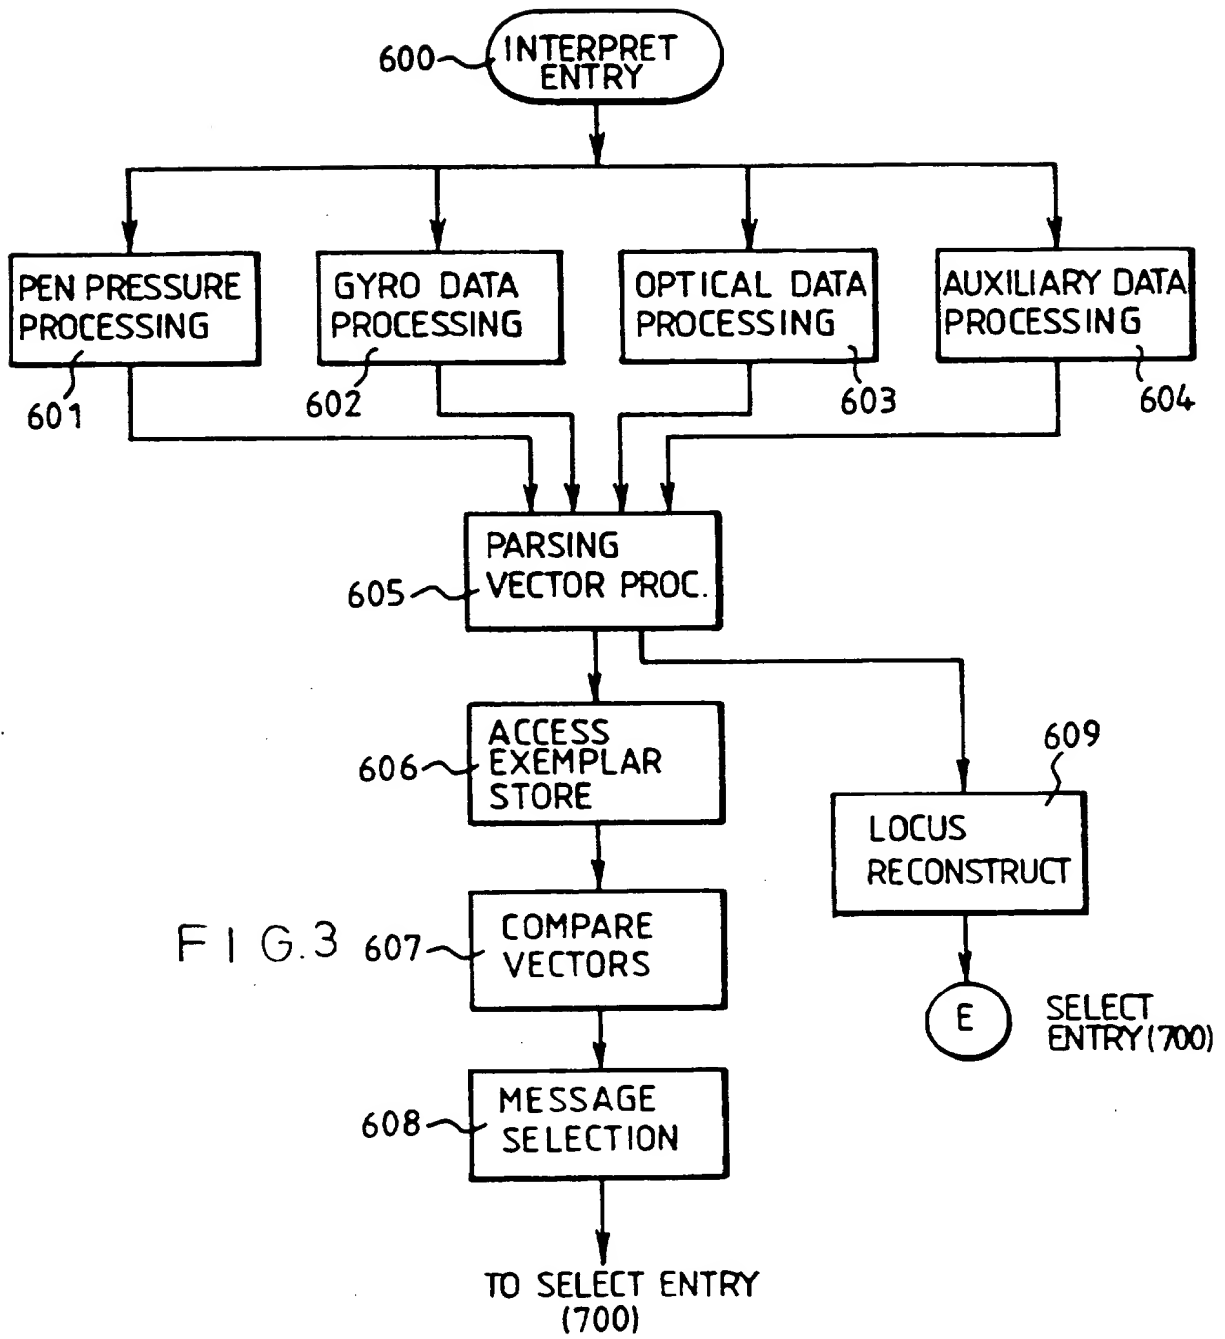 600
INTERPRET
ENTRY
PEN PRESSURE
PROCESSING
601
GYRO DATA
PROCESSING
602
OPTICAL DATA
PROCESSING
603
AUXILIARY DATA
PROCESSING
604
PARSING
VECTOR PROC.
605
ACCESS
EXEMPLAR
STORE
606
609
LOCUS
RECONSTRUCT
FIG.3
607
COMPARE
VECTORS
E
SELECT
ENTRY(700)
608
MESSAGE
SELECTION
TO SELECT ENTRY
(700)